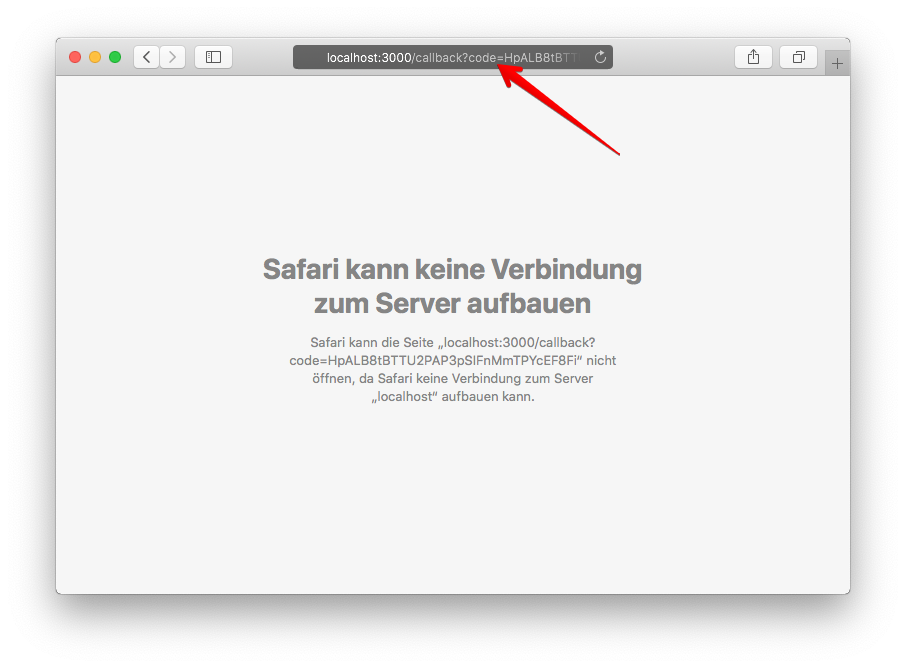 localhost:3000/callback?code=HpALB8tBTT
Safari kann keine Verbindung
zum Server aufbauen
Safari kann die Seite „localhost:3000/callback?
code=HpALB8tBTTU2PAP3pSIFnMmTPYcEF8Fi“ nicht
öffnen, da Safari keine Verbindung zum Server
„localhost“ aufbauen kann.